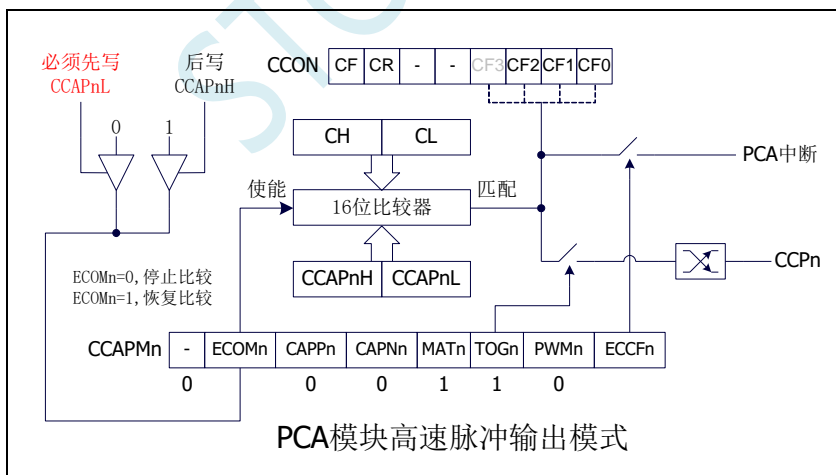 STC
必须先写
CCAPnL
后写
CCAPnH
0
1
CCON CF CR - - CF3 CF2 CF1 CF0
CH CL
使能
16位比较器
匹配
CCAPnH CCAPnL
PCA中断
CCPn
ECOMn=0,停止比较
ECOMn=1,恢复比较
CCAPMn - ECOMn CAPPn CAPNn MATn TOGn PWMn ECCFn
0 0 0 1 1 0
PCA模块高速脉冲输出模式